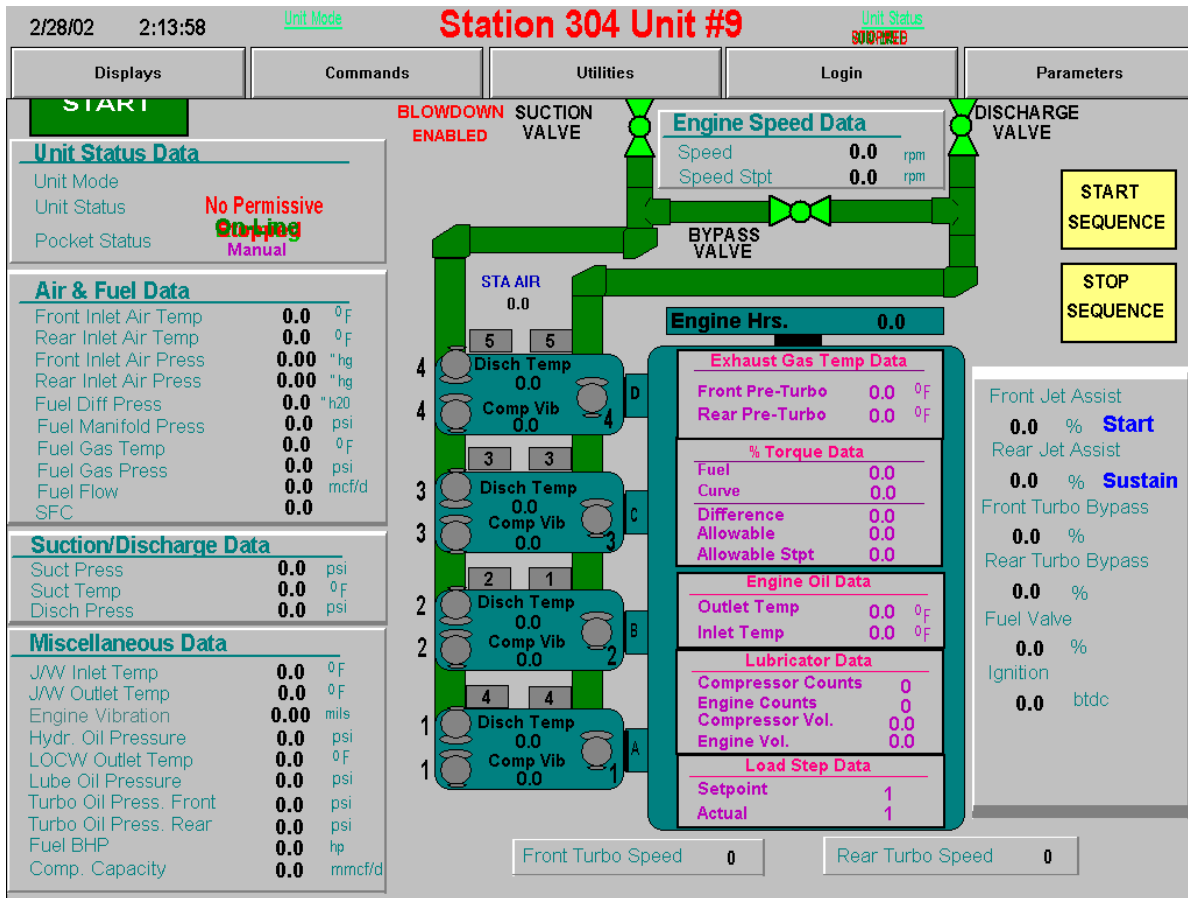 2/28/02 2:13:58
Unit Mode
Station 304 Unit #9
Unit Status
Displays
Commands
Utilities
Login
Parameters
START
BLOWDOWN
ENABLED
SUCTION
VALVE
Engine Speed Data
Speed 0.0 rpm
Speed Stpt 0.0 rpm
DISCHARGE
VALVE
BYPASS
VALVE
START
SEQUENCE
STOP
SEQUENCE
Unit Status Data
Unit Mode
Unit Status No Permissive
Pocket Status
Manual
Air & Fuel Data
Front Inlet Air Temp 0.0 °F
Rear Inlet Air Temp 0.0 °F
Front Inlet Air Press 0.00 "hg
Rear Inlet Air Press 0.00 "hg
Fuel Diff Press 0.0 "h20
Fuel Manifold Press 0.0 psi
Fuel Gas Temp 0.0 °F
Fuel Gas Press 0.0 psi
Fuel Flow 0.0 mcf/d
SFC 0.0
Suction/Discharge Data
Suct Press 0.0 psi
Suct Temp 0.0 °F
Disch Press 0.0 psi
Miscellaneous Data
J/W Inlet Temp 0.0 °F
J/W Outlet Temp 0.0 °F
Engine Vibration 0.00 mils
Hydr. Oil Pressure 0.0 psi
LOCW Outlet Temp 0.0 °F
Lube Oil Pressure 0.0 psi
Turbo Oil Press. Front 0.0 psi
Turbo Oil Press. Rear 0.0 psi
Fuel BHP 0.0 hp
Comp. Capacity 0.0 mmcf/d
STA AIR
0.0
5 5
4 Disch Temp
0.0
D
4 Comp Vib 4
0.0
3 3
3 Disch Temp
0.0
C
3 Comp Vib 3
0.0
2 1
2 Disch Temp
0.0
B
2 Comp Vib 2
0.0
4 4
1 Disch Temp
0.0
A
1 Comp Vib 1
0.0
Engine Hrs. 0.0
Exhaust Gas Temp Data
Front Pre-Turbo 0.0 °F
Rear Pre-Turbo 0.0 °F
% Torque Data
Fuel 0.0
Curve 0.0
Difference 0.0
Allowable 0.0
Allowable Stpt 0.0
Engine Oil Data
Outlet Temp 0.0 °F
Inlet Temp 0.0 °F
Lubricator Data
Compressor Counts 0
Engine Counts 0
Compressor Vol. 0.0
Engine Vol. 0.0
Load Step Data
Setpoint 1
Actual 1
Front Jet Assist
0.0 % Start
Rear Jet Assist
0.0 % Sustain
Front Turbo Bypass
0.0 %
Rear Turbo Bypass
0.0 %
Fuel Valve
0.0 %
Ignition
0.0 btdc
Front Turbo Speed 0
Rear Turbo Speed 0